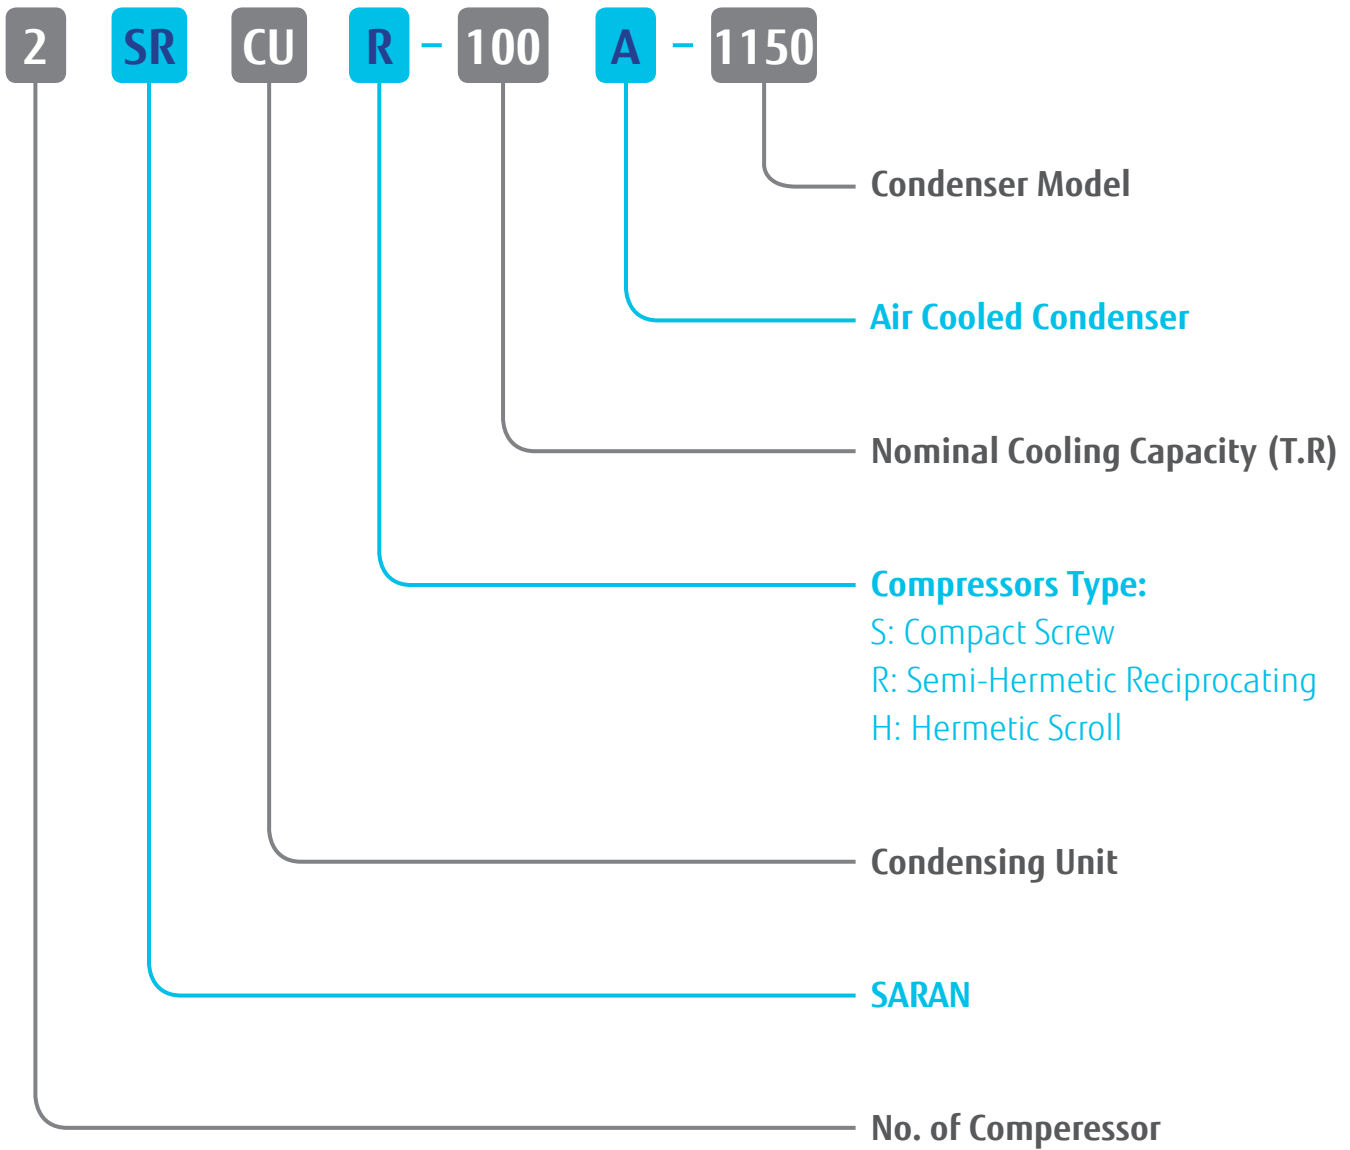 2 SR CU R – 100 A – 1150
Condenser Model
Air Cooled Condenser
Nominal Cooling Capacity (T.R)
Compressors Type:
S: Compact Screw
R: Semi-Hermetic Reciprocating
H: Hermetic Scroll
Condensing Unit
SARAN
No. of Comperessor